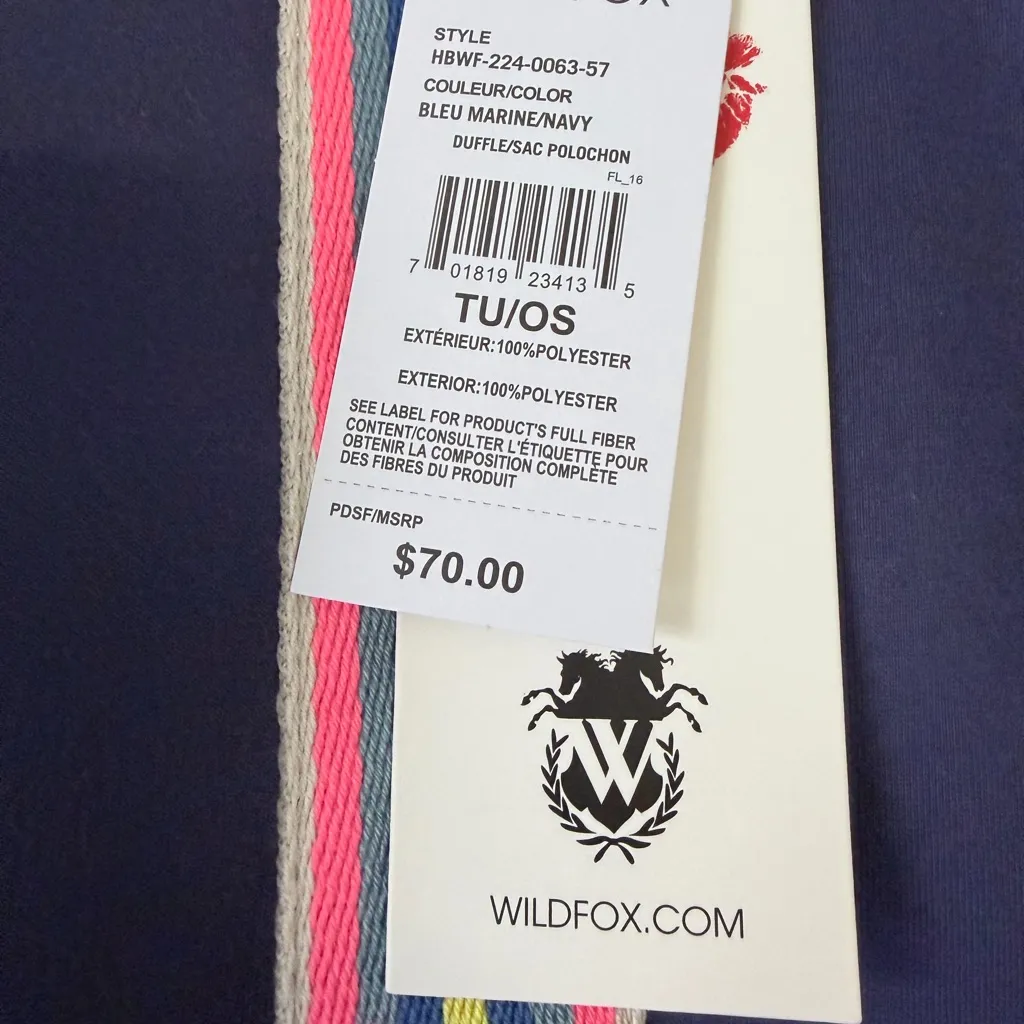 STYLE
HBWF-224-0063-57
COULEUR/COLOR
BLEU MARINE/NAVY
DUFFLE/SAC POLOCHON
FL_16
7 01819 23413 5
TU/OS
EXTÉRIEUR:100%POLYESTER
EXTERIOR:100%POLYESTER
SEE LABEL FOR PRODUCT'S FULL FIBER
CONTENT/CONSULTER L'ÉTIQUETTE POUR
OBTENIR LA COMPOSITION COMPLÈTE
DES FIBRES DU PRODUIT
PDSF/MSRP
$70.00
W
WILDFOX.COM